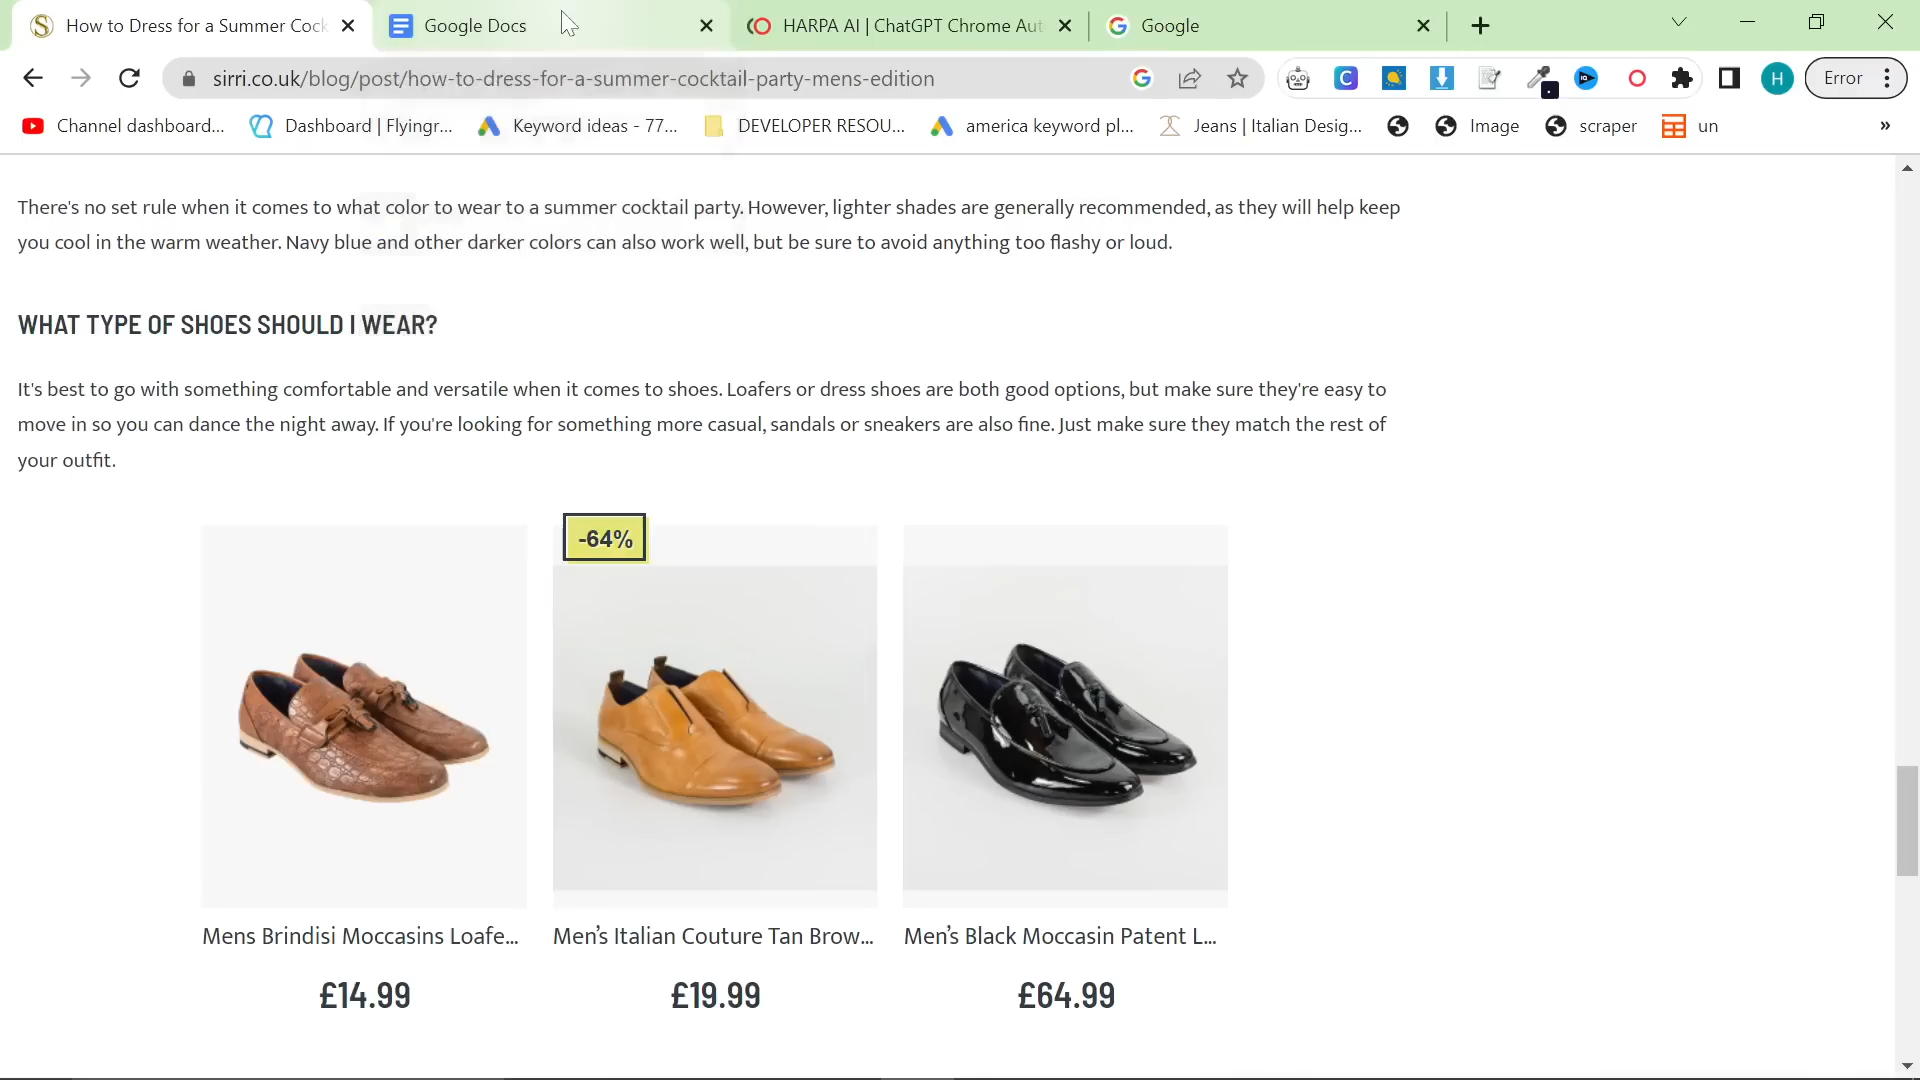 How to Dress for a Summer Cock
Google Docs
HARPA AI | ChatGPT Chrome Aut
Google
sirri.co.uk/blog/post/how-to-dress-for-a-summer-cocktail-party-mens-edition
H
Error
Channel dashboard...
Dashboard | Flyingr...
Keyword ideas - 77...
DEVELOPER RESOU...
america keyword pl...
Jeans | Italian Desig...
Image
scraper
un
»
There's no set rule when it comes to what color to wear to a summer cocktail party. However, lighter shades are generally recommended, as they will help keep
you cool in the warm weather. Navy blue and other darker colors can also work well, but be sure to avoid anything too flashy or loud.
WHAT TYPE OF SHOES SHOULD I WEAR?
It's best to go with something comfortable and versatile when it comes to shoes. Loafers or dress shoes are both good options, but make sure they're easy to
move in so you can dance the night away. If you're looking for something more casual, sandals or sneakers are also fine. Just make sure they match the rest of
your outfit.
-64%
Mens Brindisi Moccasins Loafe...
Men’s Italian Couture Tan Brow...
Men’s Black Moccasin Patent L...
£14.99
£19.99
£64.99